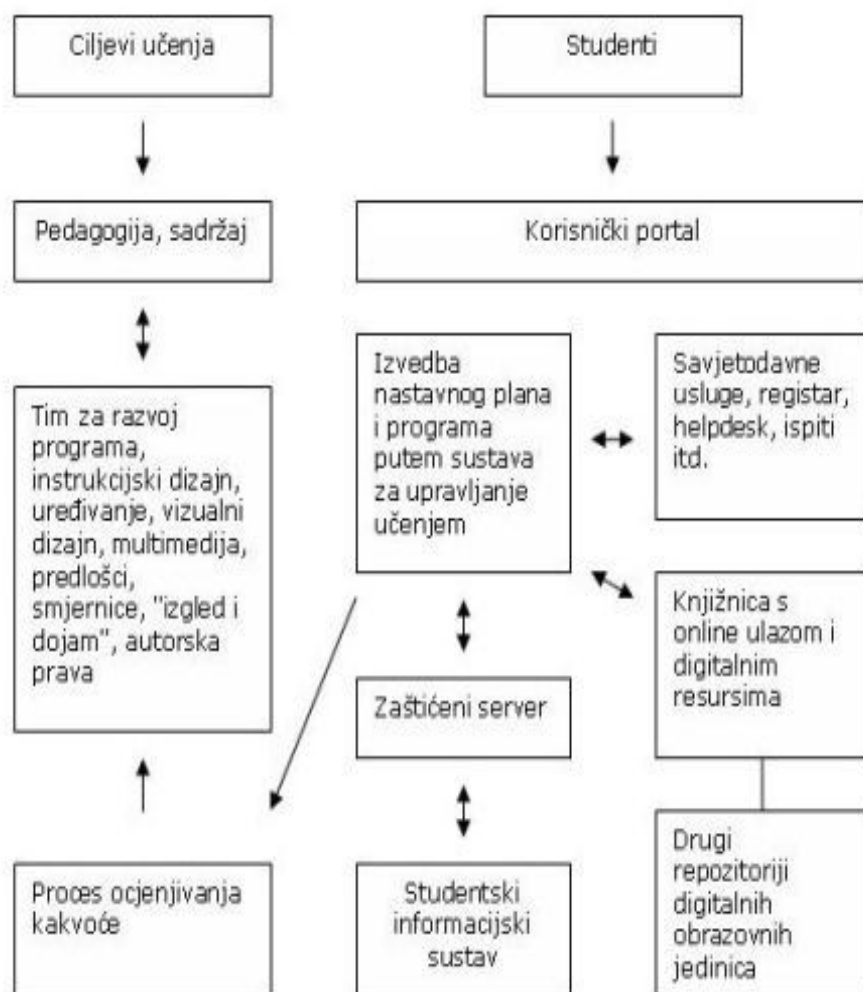 Ciljevi učenja
Studenti
Pedagogija, sadržaj
Korisnički portal
Tim za razvoj
programa,
instrukcijski dizajn,
uređivanje, vizualni
dizajn, multimedija,
predlošci,
smjernice, "izgled i
dojam", autorska
prava
Izvedba
nastavnog plana
i programa
putem sustava
za upravljanje
učenjem
Savjetodavne
usluge, registar,
helpdesk, ispiti
itd.
Knjižnica s
online ulazom i
digitalnim
resursima
Zaštićeni server
Proces ocjenjivanja
kakvoće
Studentski
informacijski
sustav
Drugi
repozitoriji
digitalnih
obrazovnih
jedinica